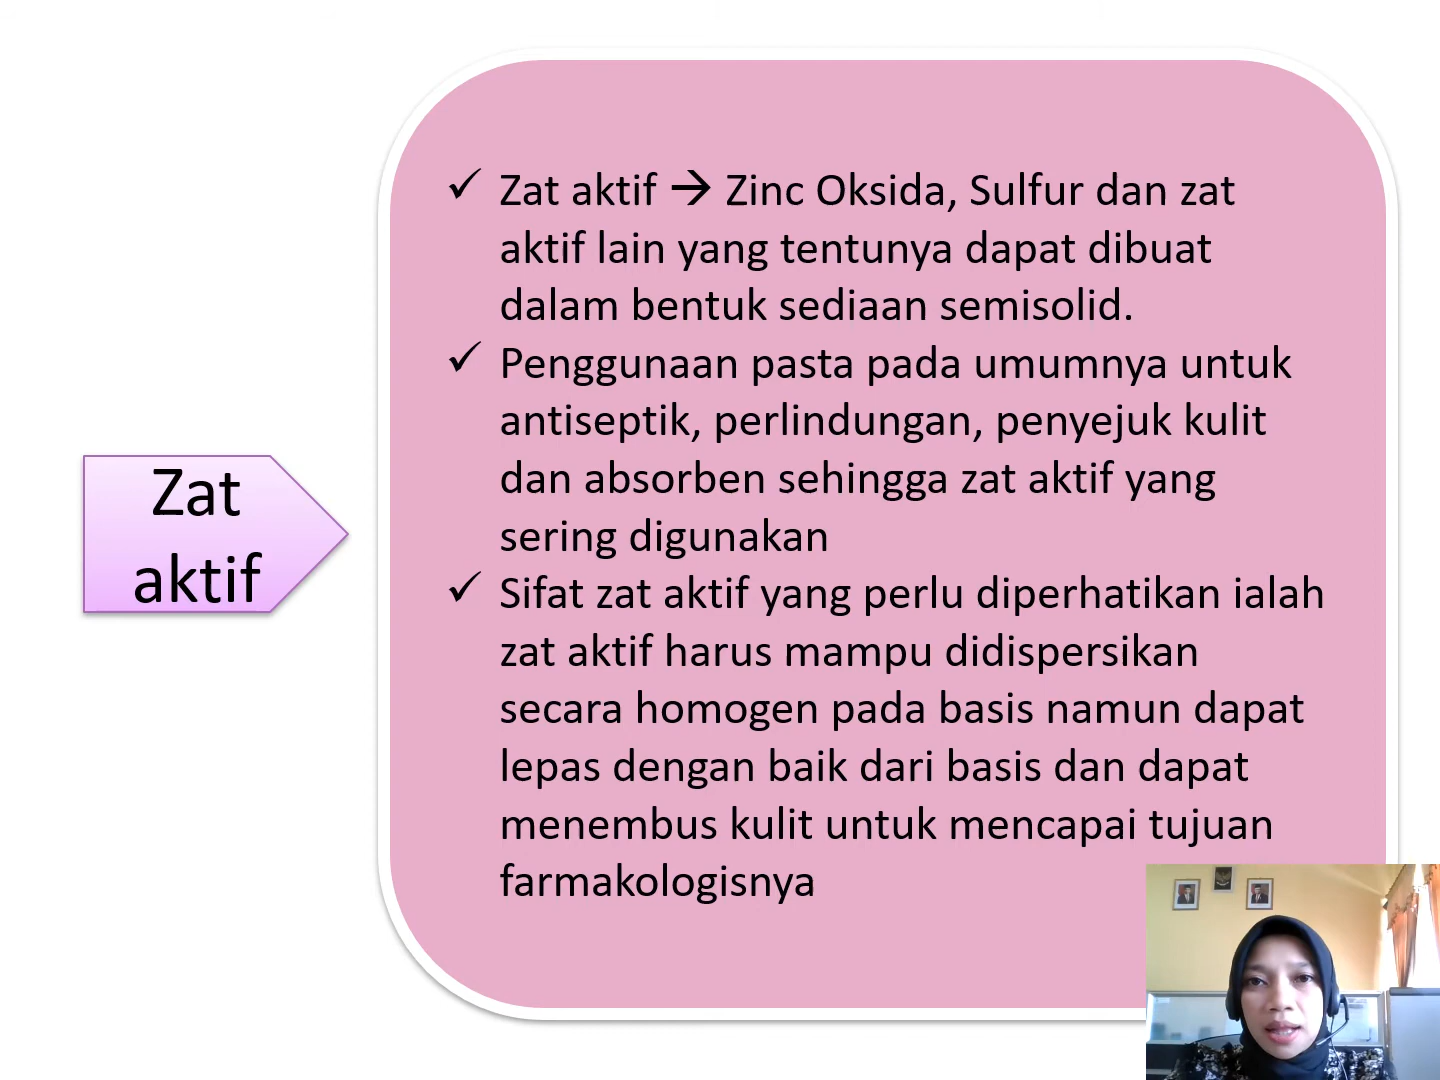 Zat
aktif
✓ Zat aktif → Zinc Oksida, Sulfur dan zat
aktif lain yang tentunya dapat dibuat
dalam bentuk sediaan semisolid.
✓ Penggunaan pasta pada umumnya untuk
antiseptik, perlindungan, penyejuk kulit
dan absorben sehingga zat aktif yang
sering digunakan
✓ Sifat zat aktif yang perlu diperhatikan ialah
zat aktif harus mampu didispersikan
secara homogen pada basis namun dapat
lepas dengan baik dari basis dan dapat
menembus kulit untuk mencapai tujuan
farmakologisnya